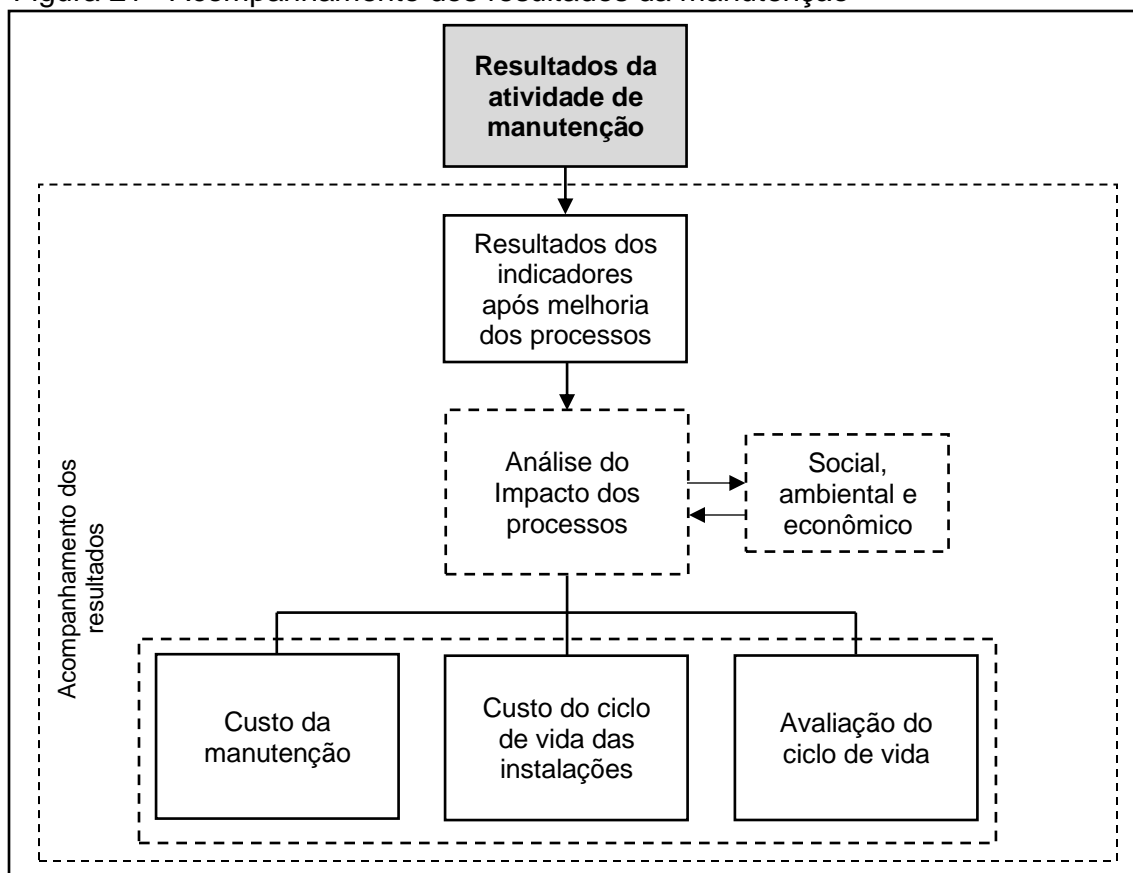 Resultados da
atividade de
manutenção
Resultados dos
indicadores
após melhoria
dos processos
Análise do
Impacto dos
processos
Social,
ambiental e
econômico
Acompanhamento dos
resultados
Custo da
manutenção
Custo do ciclo
de vida das
instalações
Avaliação do
ciclo de vida